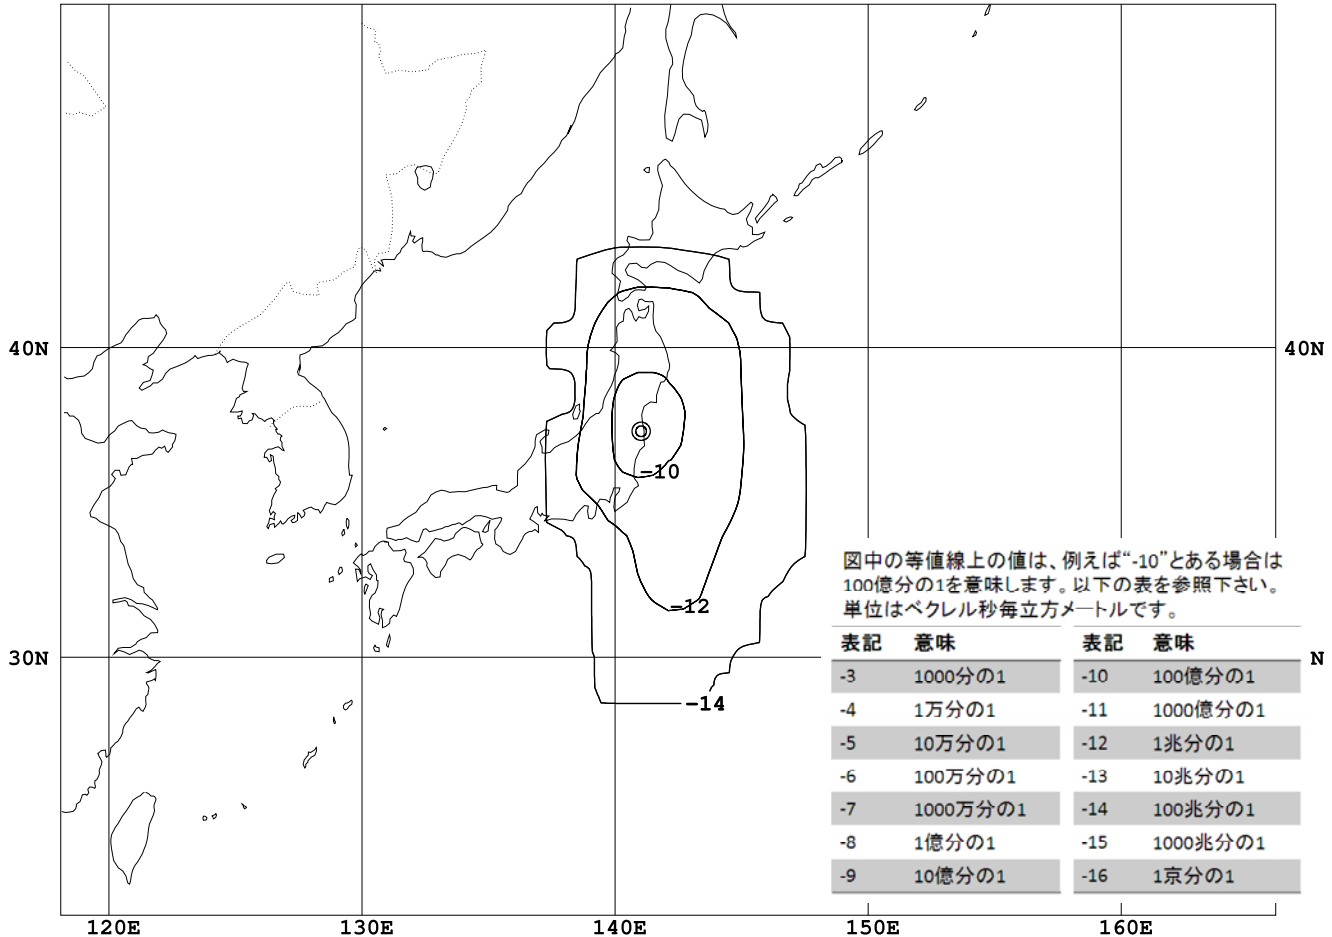 40N
40N
-10
-12
-14
30N
N
図中の等値線上の値は、例えば“-10”とある場合は
100億分の1を意味します。以下の表を参照下さい。
単位はベクレル秒毎立方メートルです。
表記 意味 表記 意味
-3 1000分の1 -10 100億分の1
-4 1万分の1 -11 1000億分の1
-5 10万分の1 -12 1兆分の1
-6 100万分の1 -13 10兆分の1
-7 1000万分の1 -14 100兆分の1
-8 1億分の1 -15 1000兆分の1
-9 10億分の1 -16 1京分の1
120E 130E 140E 150E 160E